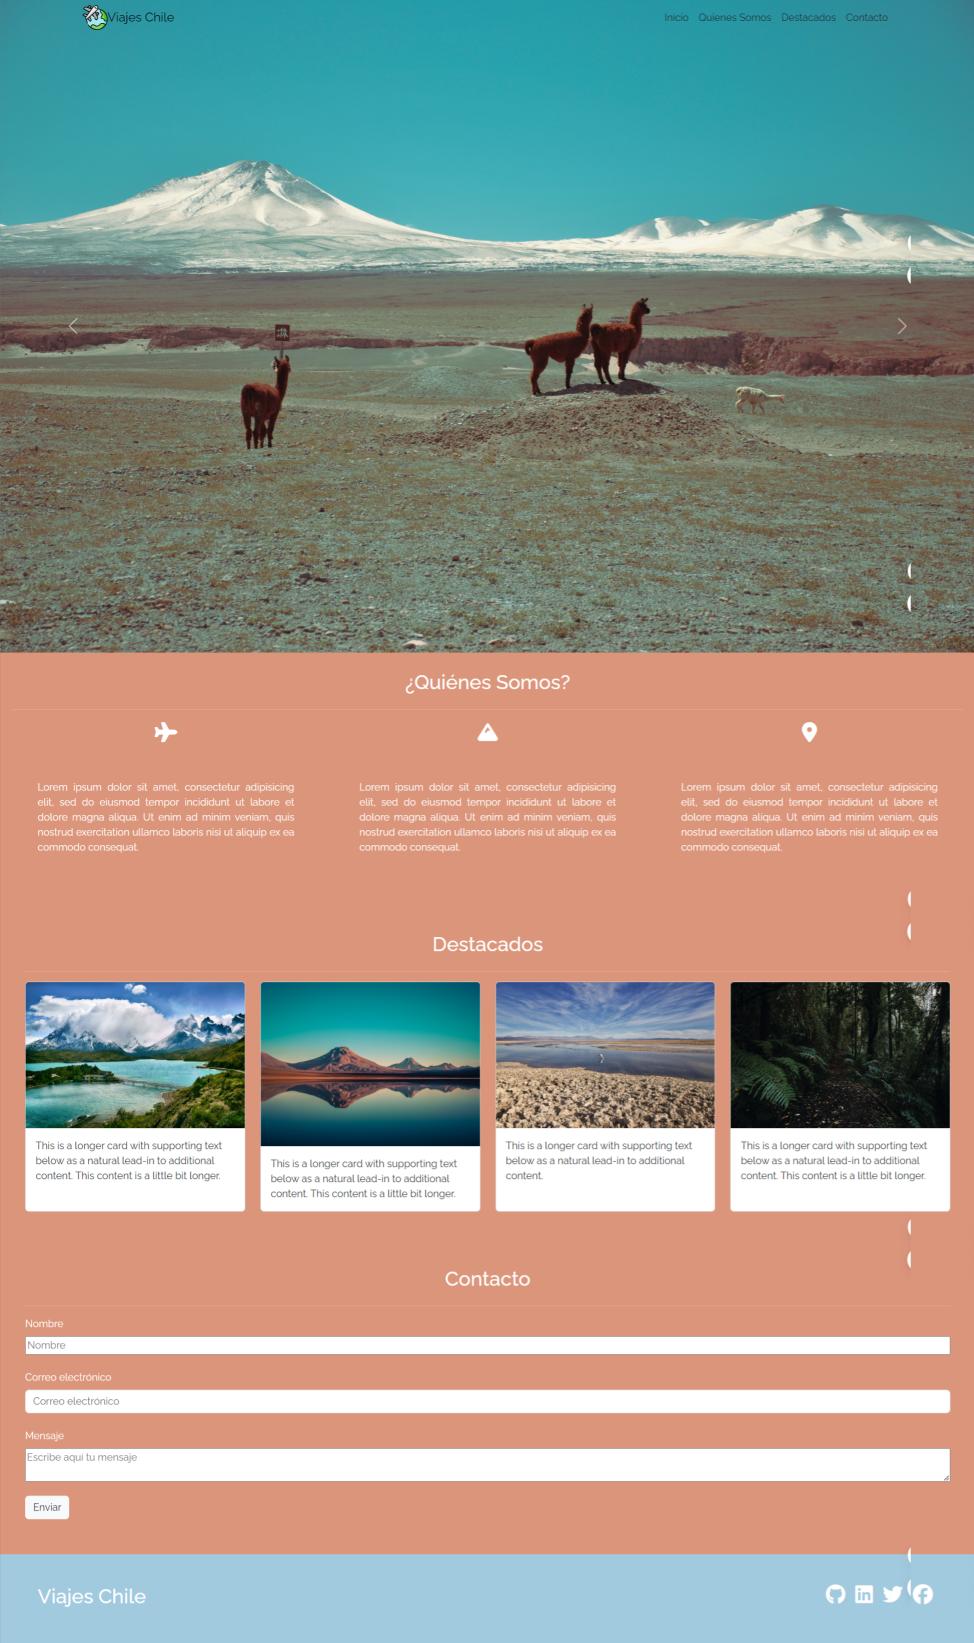 Viajes Chile
Inicio Quienes Somos Destacados Contacto
¿Quiénes Somos?
Lorem ipsum dolor sit amet, consectetur adipisicing
elit, sed do eiusmod tempor incididunt ut labore et
dolore magna aliqua. Ut enim ad minim veniam, quis
nostrud exercitation ullamco laboris nisi ut aliquip ex ea
commodo consequat.
Lorem ipsum dolor sit amet, consectetur adipisicing
elit, sed do eiusmod tempor incididunt ut labore et
dolore magna aliqua. Ut enim ad minim veniam, quis
nostrud exercitation ullamco laboris nisi ut aliquip ex ea
commodo consequat.
Lorem ipsum dolor sit amet, consectetur adipisicing
elit, sed do eiusmod tempor incididunt ut labore et
dolore magna aliqua. Ut enim ad minim veniam, quis
nostrud exercitation ullamco laboris nisi ut aliquip ex ea
commodo consequat.
Destacados
This is a longer card with supporting text
below as a natural lead-in to additional
content. This content is a little bit longer.
This is a longer card with supporting text
below as a natural lead-in to additional
content. This content is a little bit longer.
This is a longer card with supporting text
below as a natural lead-in to additional
content.
This is a longer card with supporting text
below as a natural lead-in to additional
content. This content is a little bit longer.
Contacto
Nombre
Nombre
Correo electrónico
Correo electrónico
Mensaje
Escribe aquí tu mensaje
Enviar
Viajes Chile